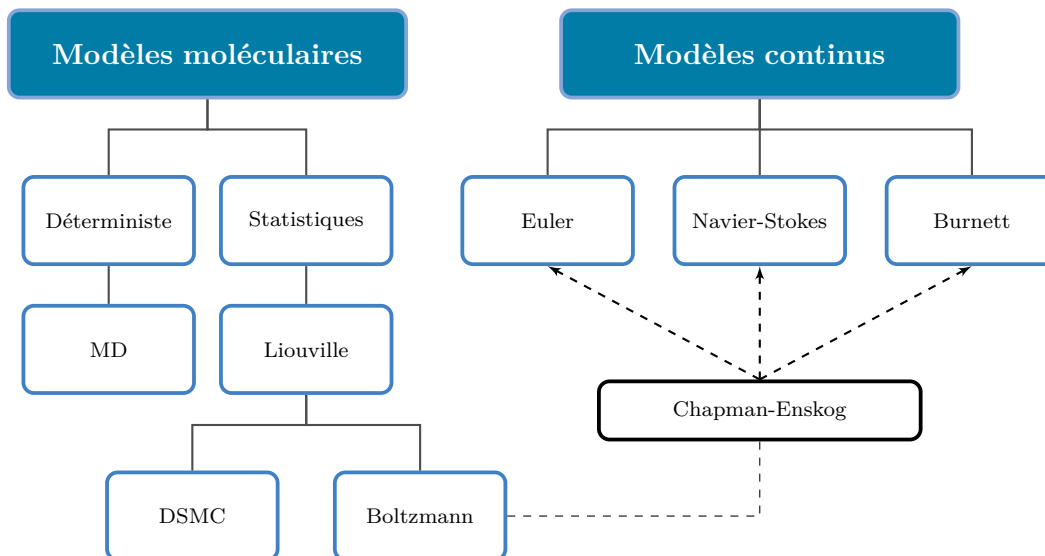 Modèles moléculaires
Modèles continus
Déterministe
Statistiques
Euler
Navier-Stokes
Burnett
MD
Liouville
Chapman-Enskog
DSMC
Boltzmann